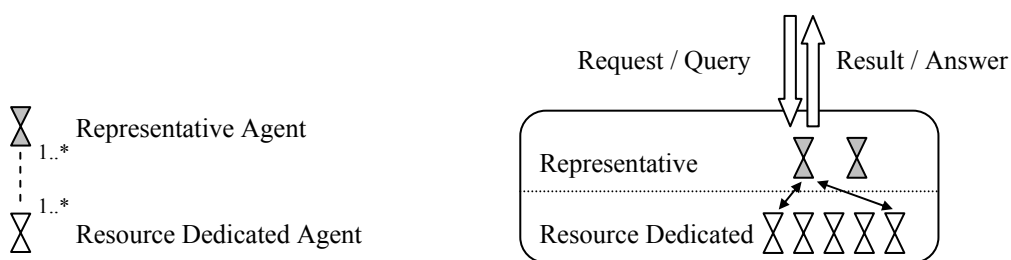 Request / Query
Result / Answer
Representative Agent
1..*
1..*
Resource Dedicated Agent
Representative
Resource Dedicated